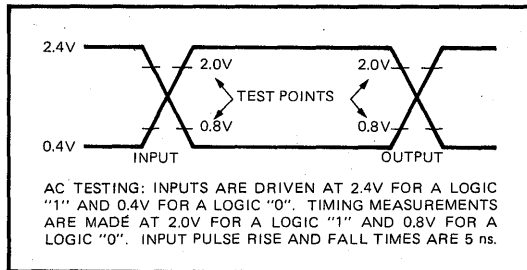 2.4V
2.0V 2.0V
TEST POINTS
0.8V 0.8V
0.4V
INPUT OUTPUT
AC TESTING: INPUTS ARE DRIVEN AT 2.4V FOR A LOGIC
"1" AND 0.4V FOR A LOGIC "0". TIMING MEASUREMENTS
ARE MADE AT 2.0V FOR A LOGIC "1" AND 0.8V FOR A
LOGIC "0". INPUT PULSE RISE AND FALL TIMES ARE 5 ns.